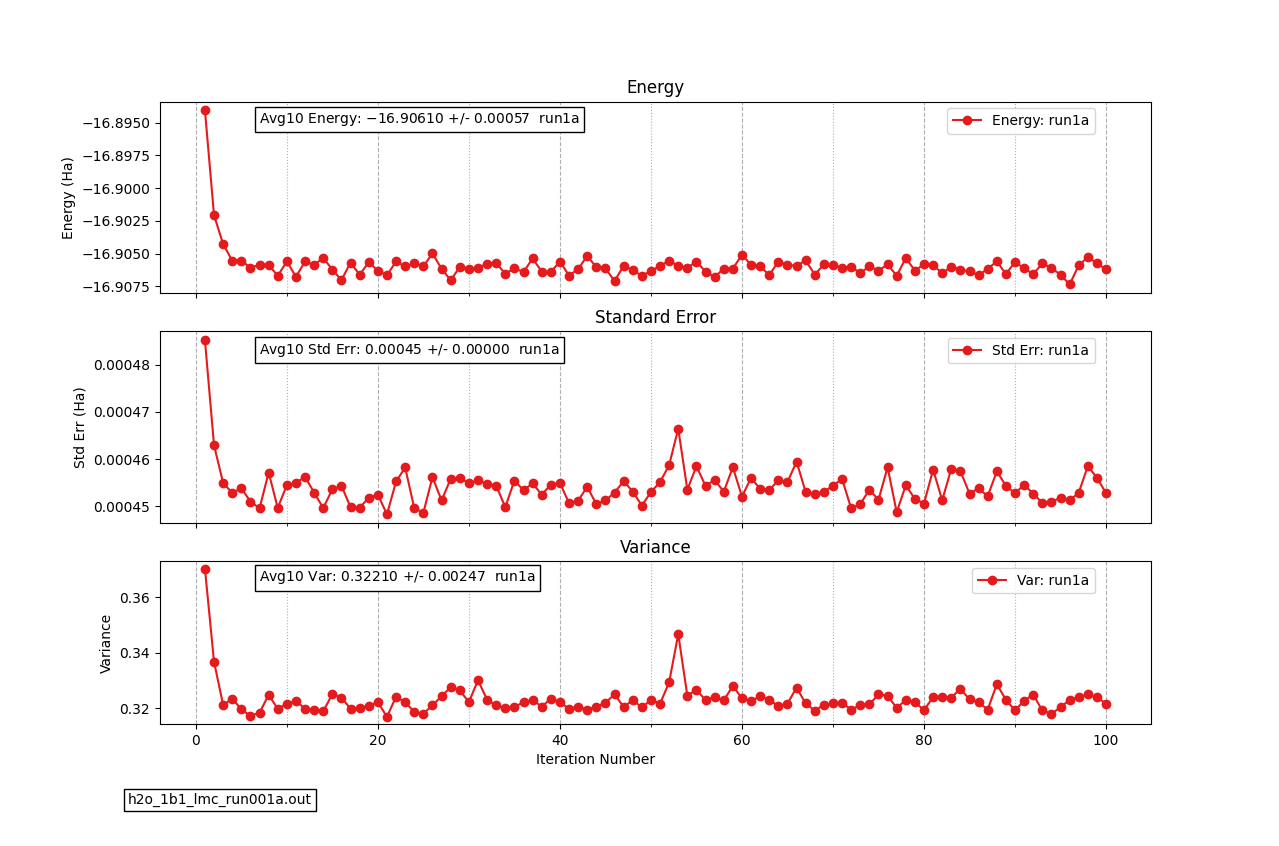 Energy
Avg10 Energy: −16.90610 +/- 0.00057  run1a
Energy: run1a
Energy (Ha)
−16.8950
−16.8975
−16.9000
−16.9025
−16.9050
−16.9075
Standard Error
Avg10 Std Err: 0.00045 +/- 0.00000  run1a
Std Err: run1a
Std Err (Ha)
0.00048
0.00047
0.00046
0.00045
Variance
Avg10 Var: 0.32210 +/- 0.00247  run1a
Var: run1a
Variance
0.36
0.34
0.32
0 20 40 60 80 100
Iteration Number
h2o_1b1_lmc_run001a.out